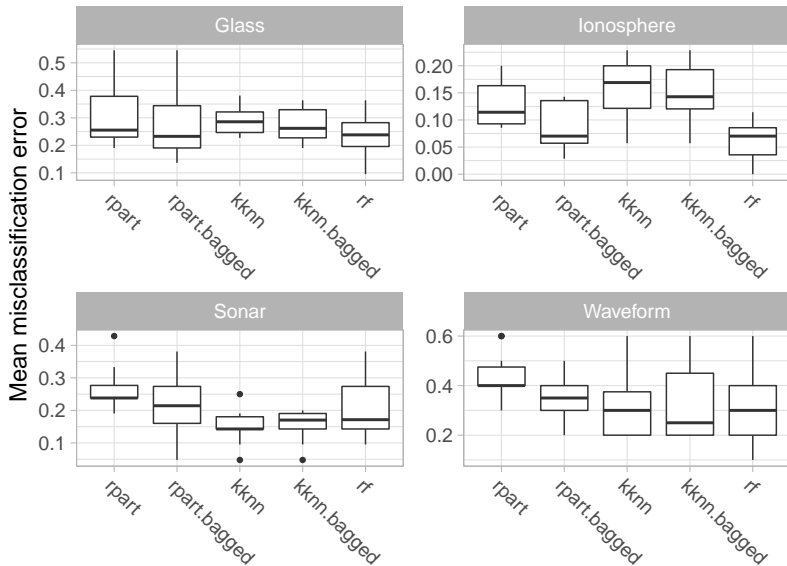 Mean misclassification error
Glass
0.5
0.4
0.3
0.2
0.1
rpart
rpart.bagged
kknn
kknn.bagged
rf
Ionosphere
0.20
0.15
0.10
0.05
0.00
rpart
rpart.bagged
kknn
kknn.bagged
rf
Sonar
0.4
0.3
0.2
0.1
rpart
rpart.bagged
kknn
kknn.bagged
rf
Waveform
0.6
0.4
0.2
rpart
rpart.bagged
kknn
kknn.bagged
rf